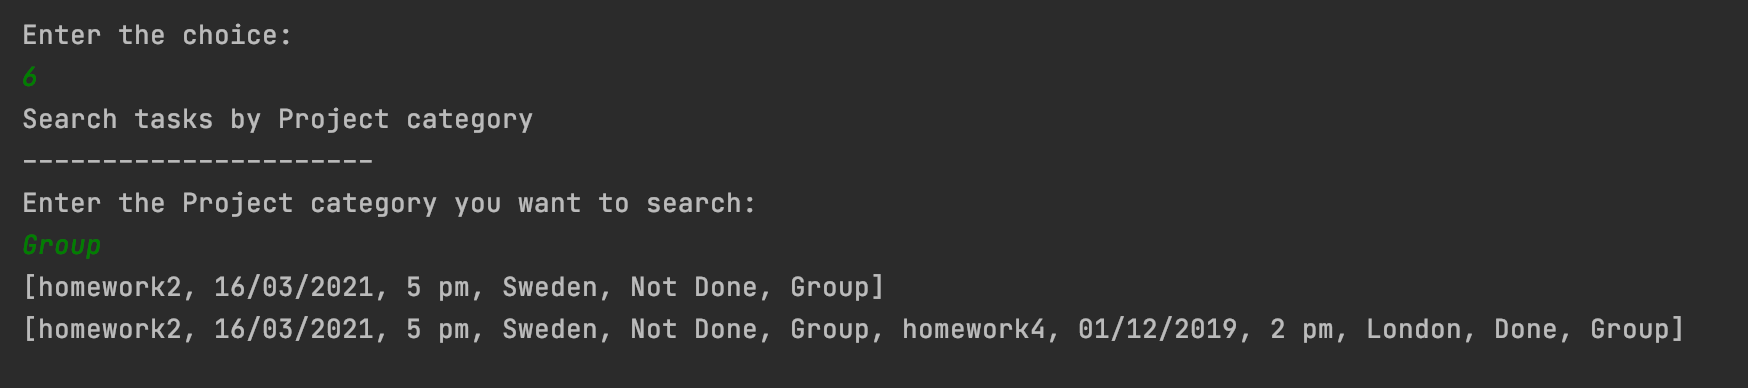 Enter the choice:
6
Search tasks by Project category
----------------------
Enter the Project category you want to search:
Group
[homework2, 16/03/2021, 5 pm, Sweden, Not Done, Group]
[homework2, 16/03/2021, 5 pm, Sweden, Not Done, Group, homework4, 01/12/2019, 2 pm, London, Done, Group]